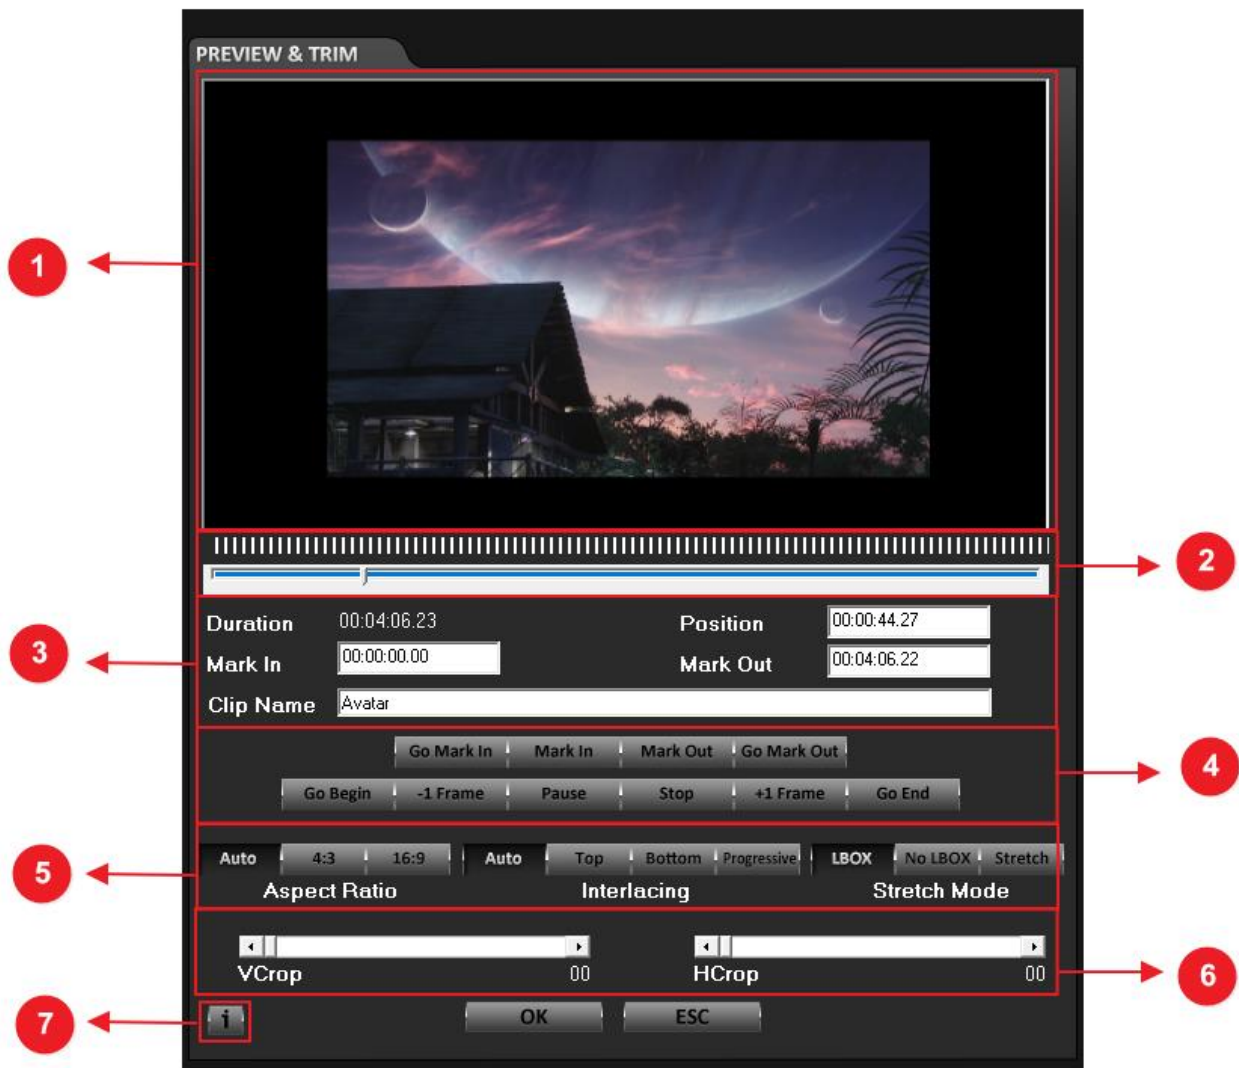 PREVIEW & TRIM
1
2
Duration 00:04:06.23 Position 00:00:44.27
3
Mark In 00:00:00.00 Mark Out 00:04:06.22
Clip Name Avatar
Go Mark In Mark In Mark Out Go Mark Out
4
Go Begin -1 Frame Pause Stop +1 Frame Go End
Auto 4:3 16:9 Auto Top Bottom Progressive LBOX No LBOX Stretch
5
Aspect Ratio Interlacing Stretch Mode
VCrop 00 HCrop 00
6
7
i OK ESC